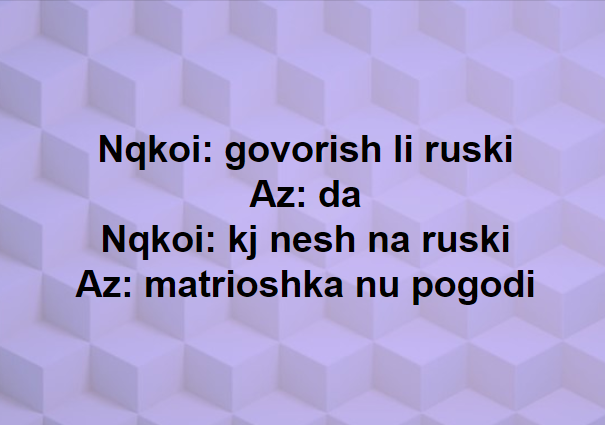 Nqkoi: govorish li ruski
Az: da
Nqkoi: kj nesh na ruski
Az: matrioshka nu pogodi